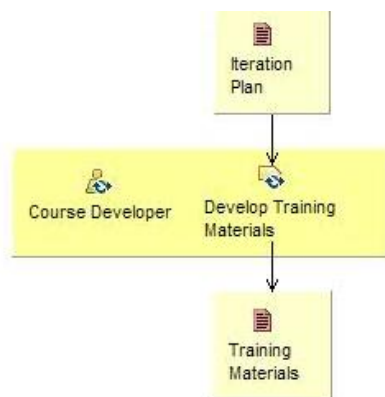 Iteration
Plan
Course Developer
Develop Training
Materials
Training
Materials